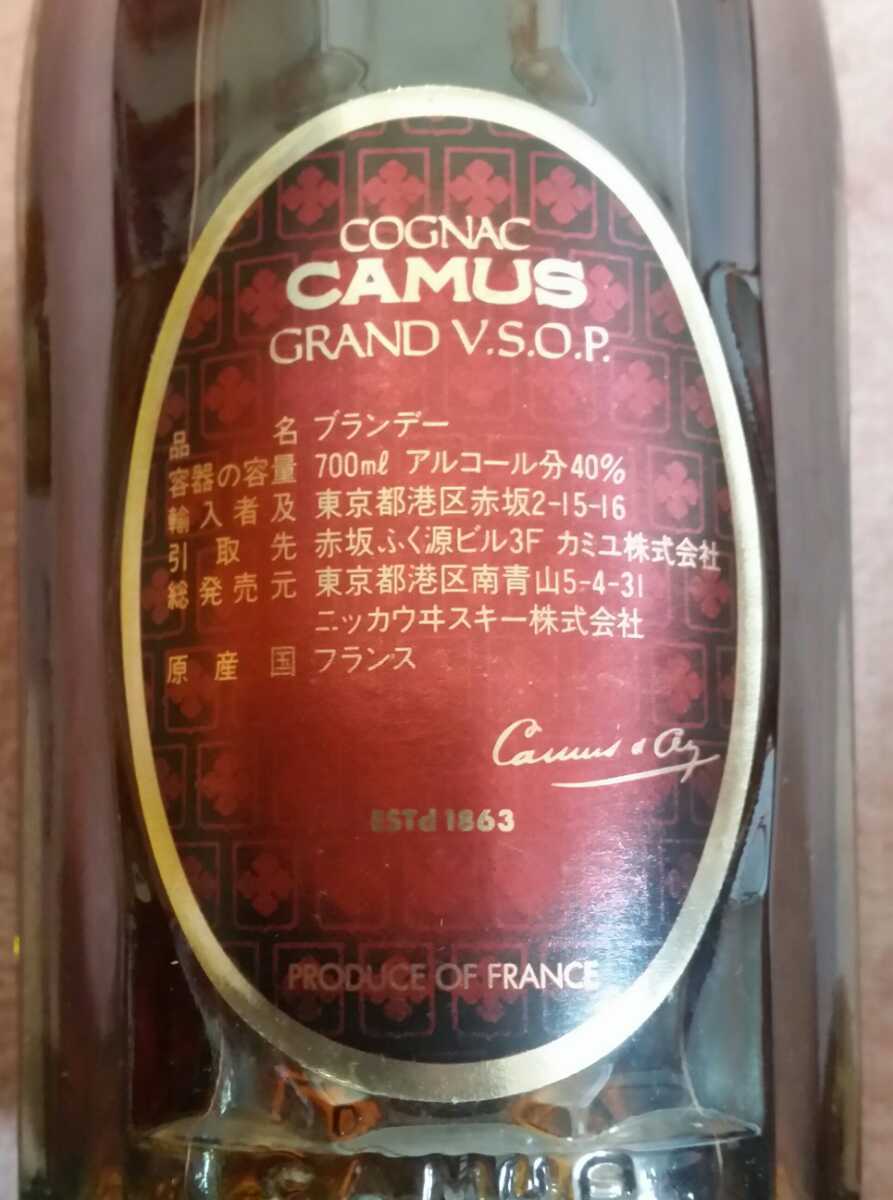 COGNAC
CAMUS
GRAND V.S.O.P.
品名 ブランデー
容器の容量 700ml アルコール分40%
輸入者及 東京都港区赤坂2-15-16
引取先 赤坂ふく源ビル3F カミユ株式会社
総発売元 東京都港区南青山5-4-31
ニッカウヰスキー株式会社
原産国 フランス
Camus & Cie
ESTd 1863
PRODUCE OF FRANCE
CAMUS